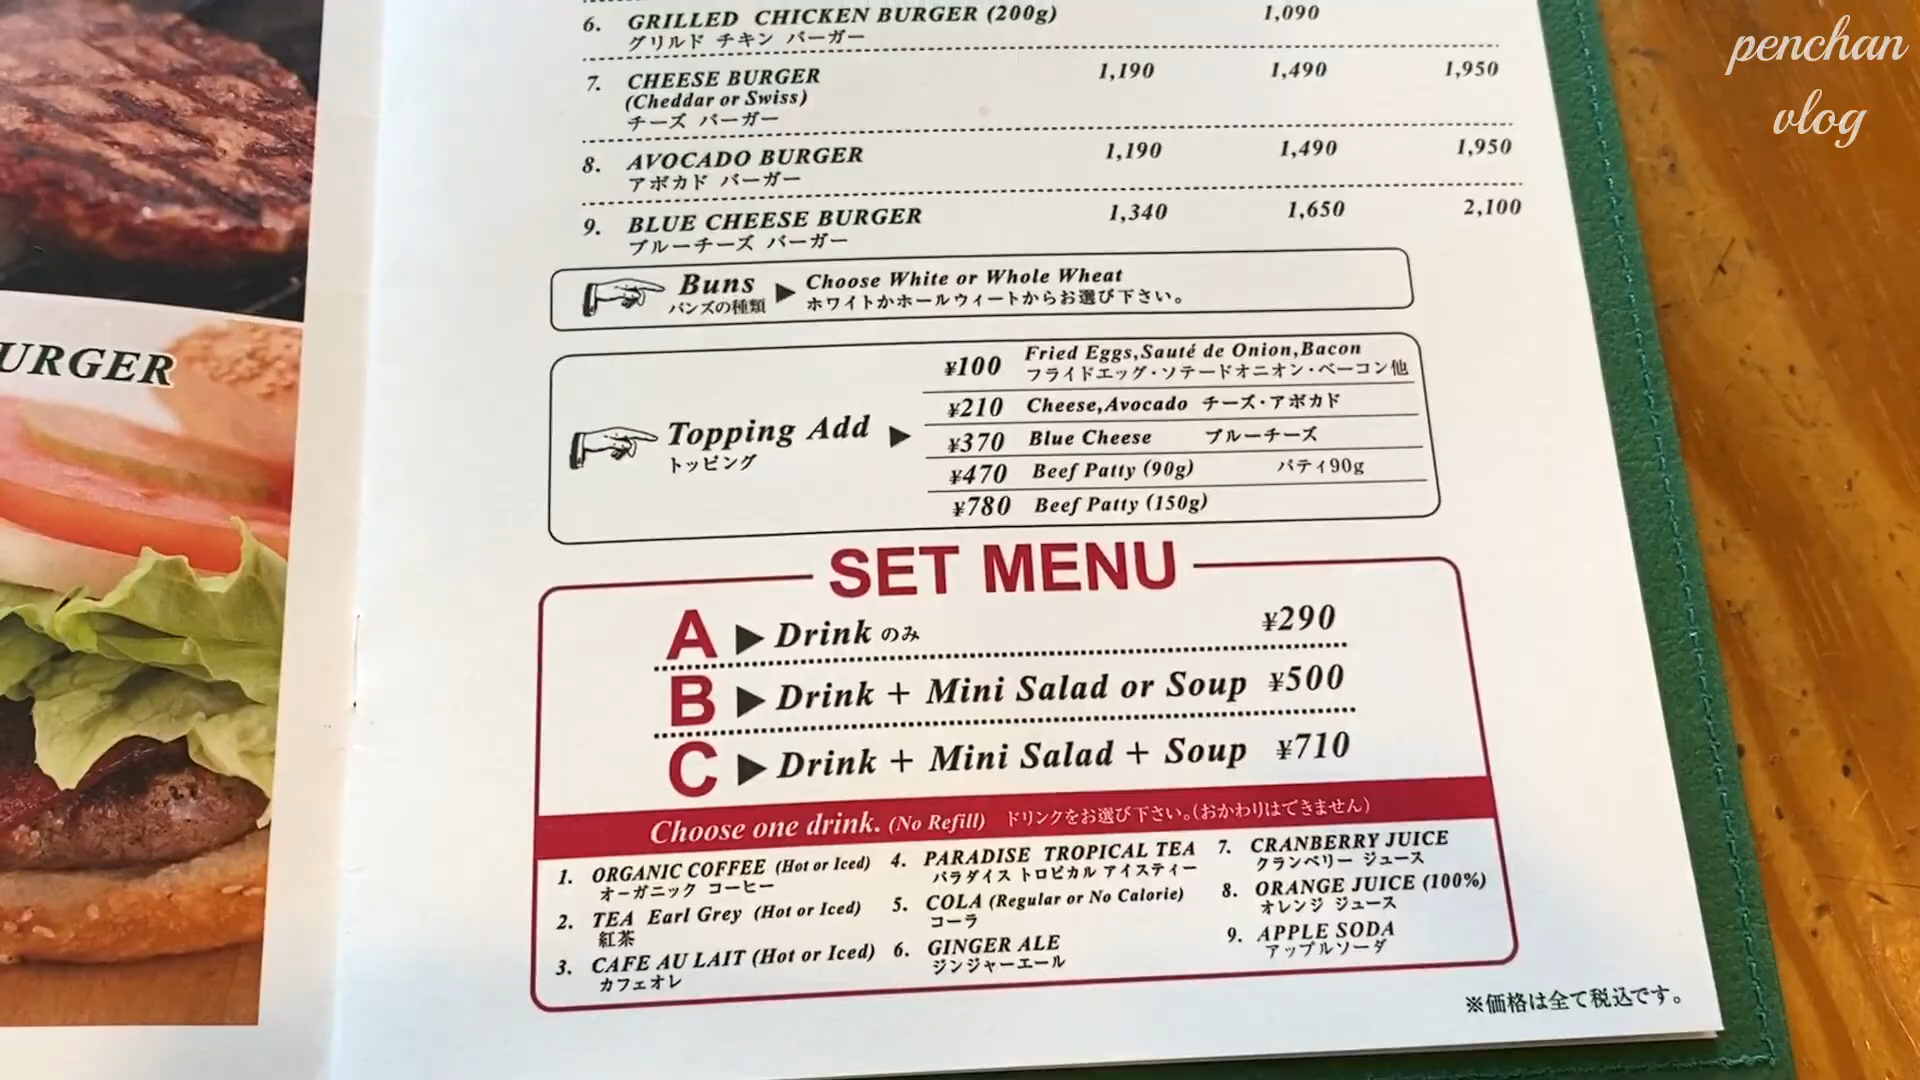 penchan
vlog
6. GRILLED CHICKEN BURGER (200g) 1,090
グリルド チキン バーガー
7. CHEESE BURGER 1,190 1,490 1,950
(Cheddar or Swiss)
チーズ バーガー
8. AVOCADO BURGER 1,190 1,490 1,950
アボカド バーガー
9. BLUE CHEESE BURGER 1,340 1,650 2,100
ブルーチーズ バーガー
Buns ▶ Choose White or Whole Wheat
バンズの種類 ホワイトかホールウィートからお選び下さい。
URGER
¥100 Fried Eggs,Sauté de Onion,Bacon
フライドエッグ・ソテードオニオン・ベーコン他
¥210 Cheese,Avocado チーズ・アボカド
Topping Add ▶
トッピング
¥370 Blue Cheese ブルーチーズ
¥470 Beef Patty (90g) パティ90g
¥780 Beef Patty (150g)
SET MENU
A ▶ Drink のみ ¥290
B ▶ Drink + Mini Salad or Soup ¥500
C ▶ Drink + Mini Salad + Soup ¥710
Choose one drink. (No Refill) ドリンクをお選び下さい。(おかわりはできません)
1. ORGANIC COFFEE (Hot or Iced)
オーガニック コーヒー
2. TEA Earl Grey (Hot or Iced)
紅茶
3. CAFE AU LAIT (Hot or Iced)
カフェオレ
4. PARADISE TROPICAL TEA
パラダイス トロピカル アイスティー
5. COLA (Regular or No Calorie)
コーラ
6. GINGER ALE
ジンジャーエール
7. CRANBERRY JUICE
クランベリー ジュース
8. ORANGE JUICE (100%)
オレンジ ジュース
9. APPLE SODA
アップルソーダ
※価格は全て税込です。